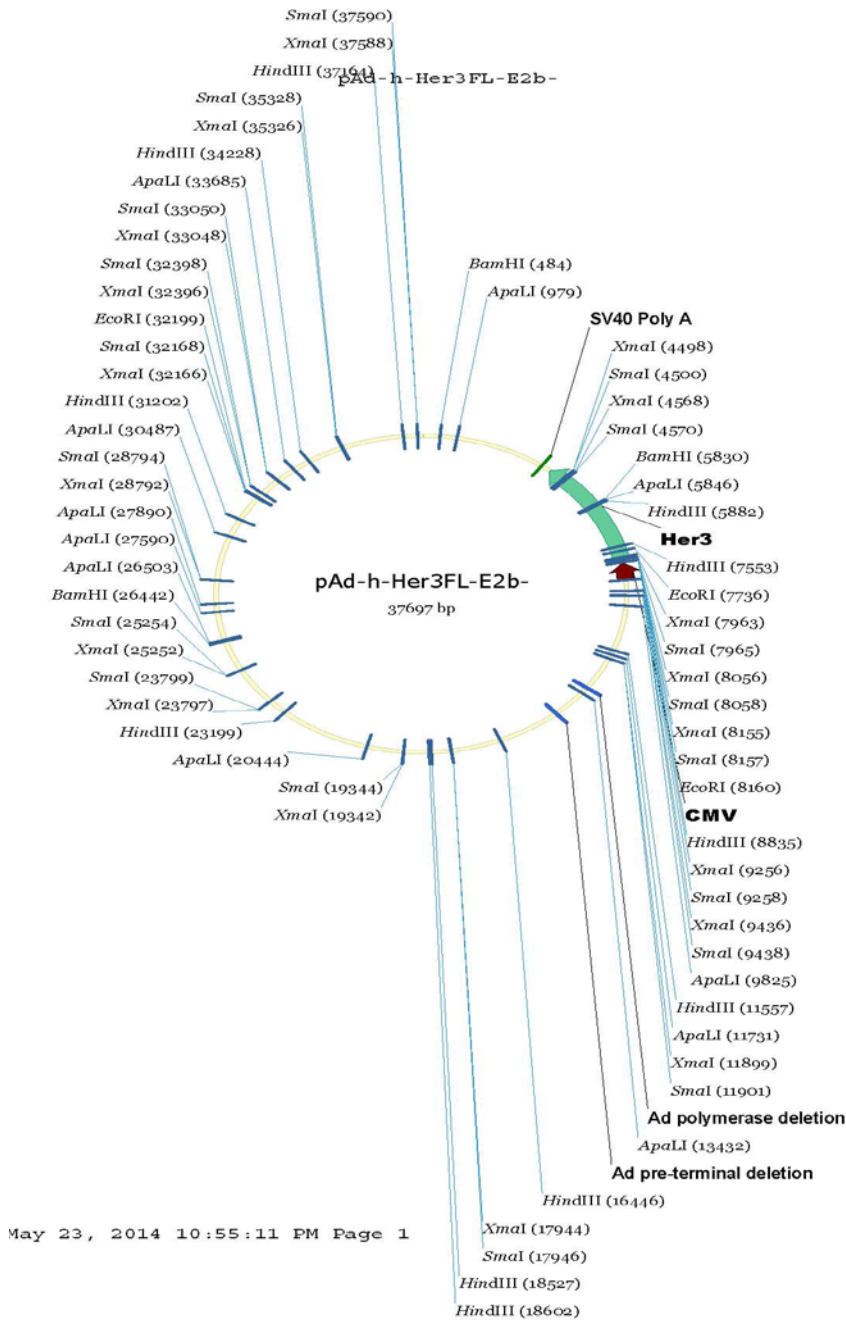 SmaI (37590)
XmaI (37588)
HindIII (37164)
pAd-h-Her3FL-E2b-
SmaI (35328)
XmaI (35326)
HindIII (34228)
ApaLI (33685)
SmaI (33050)
XmaI (33048)
SmaI (32398)
XmaI (32396)
EcoRI (32199)
SmaI (32168)
XmaI (32166)
HindIII (31202)
ApaLI (30487)
SmaI (28794)
XmaI (28792)
ApaLI (27890)
ApaLI (27590)
ApaLI (26503)
BamHI (26442)
SmaI (25254)
XmaI (25252)
SmaI (23799)
XmaI (23797)
HindIII (23199)
ApaLI (20444)
SmaI (19344)
XmaI (19342)
pAd-h-Her3FL-E2b-
37697 bp
BamHI (484)
ApaLI (979)
SV40 Poly A
XmaI (4498)
SmaI (4500)
XmaI (4568)
SmaI (4570)
BamHI (5830)
ApaLI (5846)
HindIII (5882)
Her3
HindIII (7553)
EcoRI (7736)
XmaI (7963)
SmaI (7965)
XmaI (8056)
SmaI (8058)
XmaI (8155)
SmaI (8157)
EcoRI (8160)
CMV
HindIII (8835)
XmaI (9256)
SmaI (9258)
XmaI (9436)
SmaI (9438)
ApaLI (9825)
HindIII (11557)
ApaLI (11731)
XmaI (11899)
SmaI (11901)
Ad polymerase deletion
ApaLI (13432)
Ad pre-terminal deletion
HindIII (16446)
XmaI (17944)
SmaI (17946)
HindIII (18527)
HindIII (18602)
May 23, 2014 10:55:11 PM Page 1